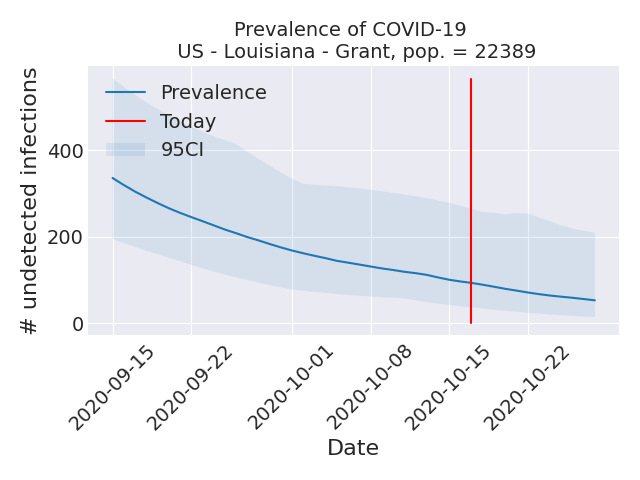 Prevalence of COVID-19
US - Louisiana - Grant, pop. = 22389
# undetected infections
400
200
0
Prevalence
Today
95CI
2020-09-15
2020-09-22
2020-10-01
2020-10-08
2020-10-15
2020-10-22
Date